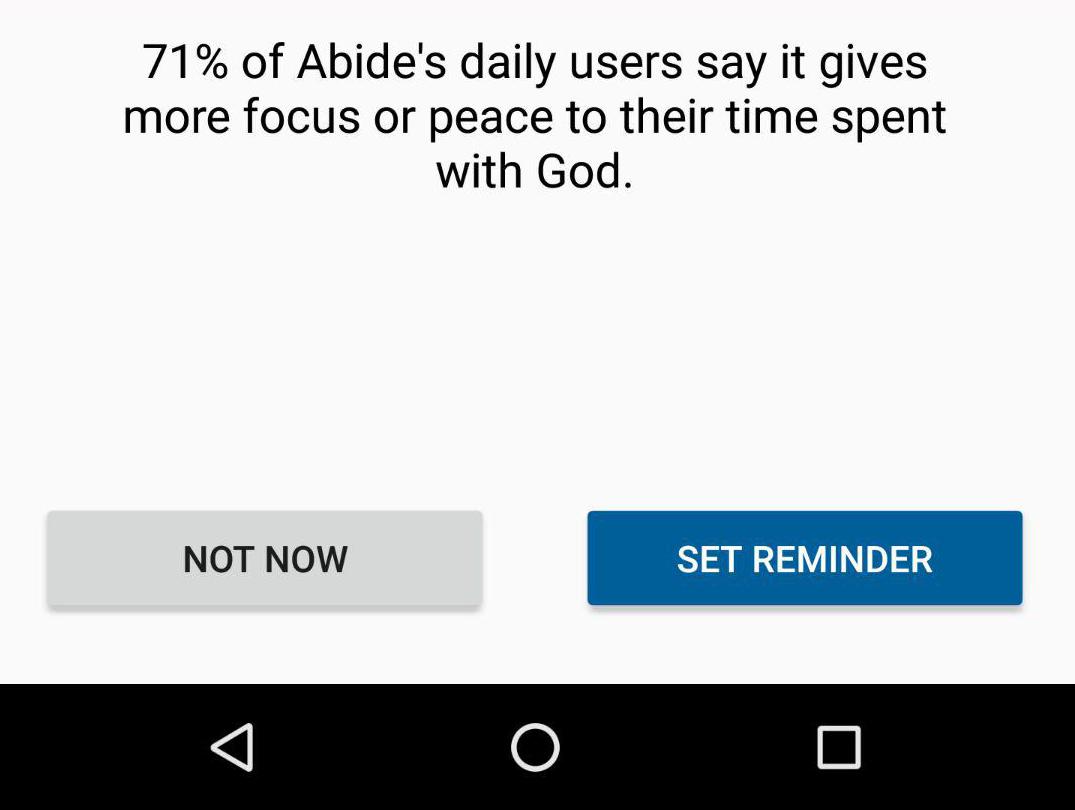 71% of Abide's daily users say it gives
more focus or peace to their time spent
with God.
NOT NOW
SET REMINDER